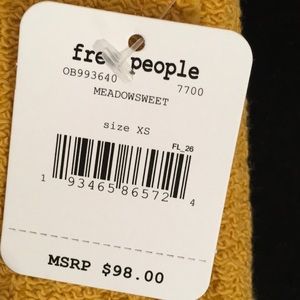 free people
OB993640 7700
MEADOWSWEET
size XS
FL_26
1 93465 86572 4
MSRP $98.00